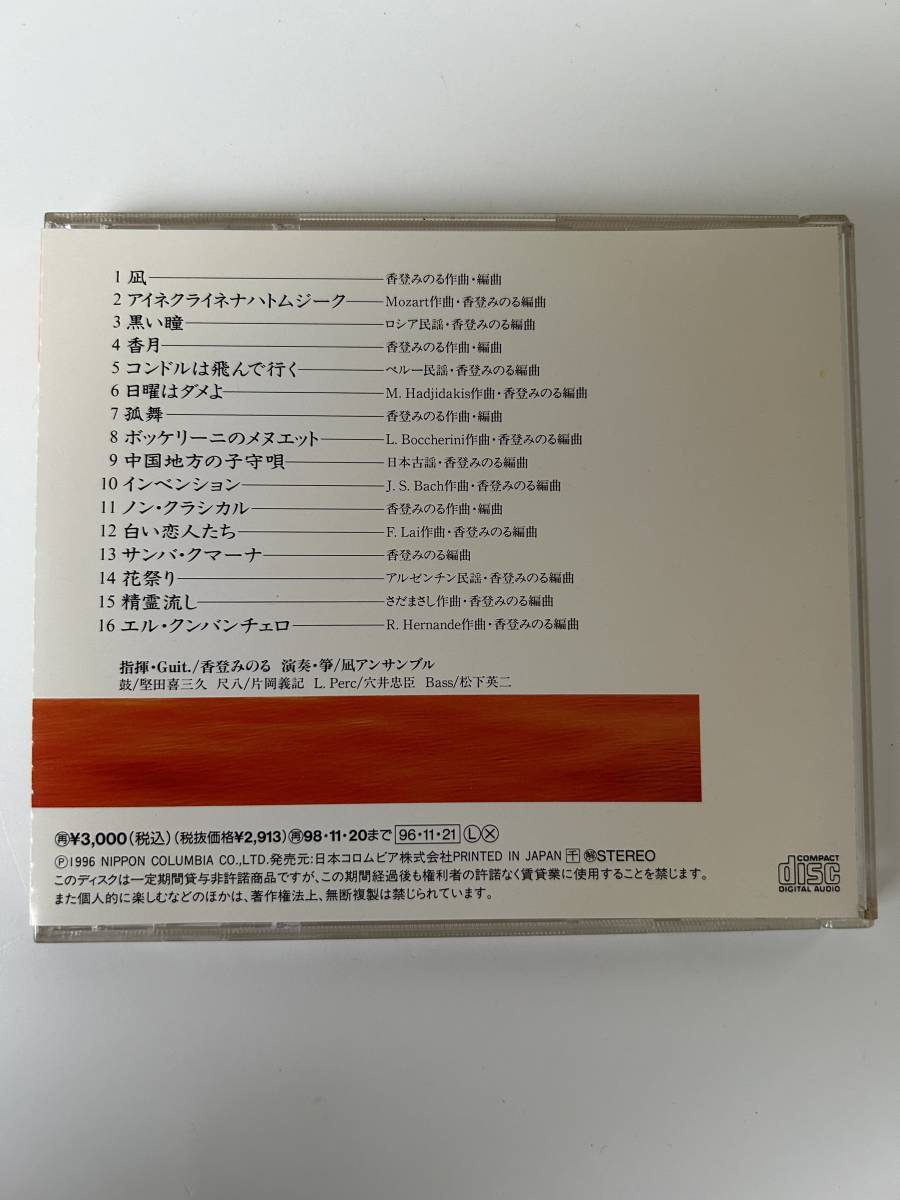 1 凪 香登みのる作曲・編曲
2 アイネクライネナハトムジーク Mozart作曲・香登みのる編曲
3 黒い瞳 ロシア民謡・香登みのる編曲
4 香月 香登みのる作曲・編曲
5 コンドルは飛んで行く ペルー民謡・香登みのる編曲
6 日曜はダメよ M. Hadjidakis作曲・香登みのる編曲
7 孤舞 香登みのる作曲・編曲
8 ボッケリーニのメヌエット L. Boccherini作曲・香登みのる編曲
9 中国地方の子守唄 日本古謡・香登みのる編曲
10 インベンション J. S. Bach作曲・香登みのる編曲
11 ノン・クラシカル 香登みのる作曲・編曲
12 白い恋人たち F. Lai作曲・香登みのる編曲
13 サンバ・クマーナ 香登みのる編曲
14 花祭り アルゼンチン民謡・香登みのる編曲
15 精霊流し さだまさし作曲・香登みのる編曲
16 エル・クンバンチェロ R. Hernande作曲・香登みのる編曲
指揮・Guit./香登みのる 演奏・箏/凪アンサンブル
鼓/堅田喜三久 尺八/片岡義記 L. Perc/穴井忠臣 Bass/松下英二
㊢¥3,000(税込)(税抜価格¥2,913)再98・11・20まで 96・11・21 ⓁⓍ
Ⓟ1996 NIPPON COLUMBIA CO.,LTD.発売元:日本コロムビア株式会社PRINTED IN JAPAN 干 STEREO
このディスクは一定期間貸与非許諾商品ですが、この期間経過後も権利者の許諾なく賃貸業に使用することを禁じます。
また個人的に楽しむなどのほかは、著作権法上、無断複製は禁じられています。
COMPACT
disc
DIGITAL AUDIO